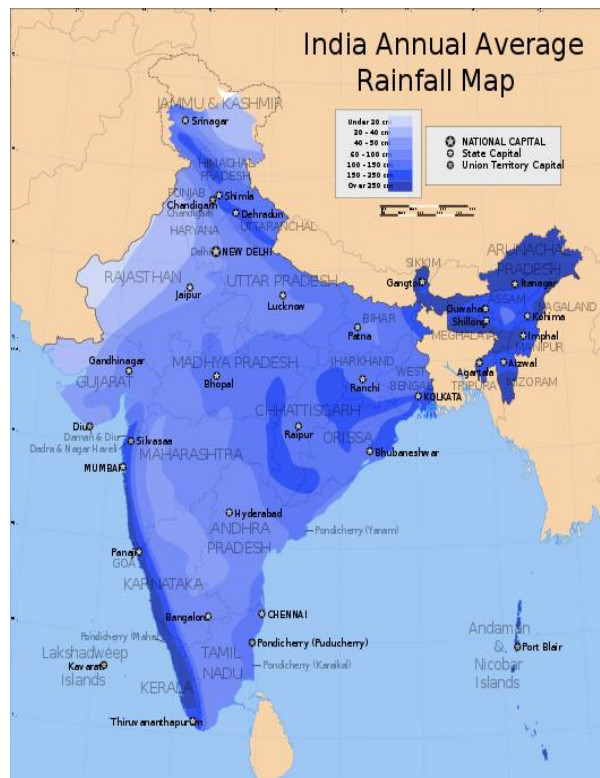 India Annual Average
Rainfall Map
Under 20 cm
20 - 40 cm
40 - 50 cm
60 - 100 cm
100 - 150 cm
150 - 250 cm
Over 250 cm
NATIONAL CAPITAL
State Capital
Union Territory Capital
JAMMU & KASHMIR
Srinagar
HIMACHAL
PRADESH
PUNJAB
Shimla
Chandigarh
Chandigarh
Dehradun
UTTARANCHAL
HARYANA
Delhi
NEW DELHI
RAJASTHAN
Jaipur
UTTAR PRADESH
Lucknow
SIKKIM
Gangtok
ARUNACHAL
PRADESH
Itanagar
ASSAM
Guwahati
NAGALAND
Kohima
Shillong
MEGHALAYA
Imphal
MANIPUR
BIHAR
Patna
Agartala
Aizwal
TRIPURA
MIZORAM
Gandhinagar
GUJARAT
MADHYA PRADESH
Bhopal
JHARKHAND
Ranchi
WEST
BENGAL
KOLKATA
CHHATTISGARH
Raipur
ORISSA
Bhubaneshwar
Diu
Daman & Diu
Dadra & Nagar Haveli
Silvasaa
MAHARASHTRA
MUMBAI
Hyderabad
ANDHRA
PRADESH
Pondicherry (Yanam)
Panaji
GOA
KARNATAKA
Bangalore
CHENNAI
Pondicherry (Mahe)
Pondicherry (Puducherry)
Lakshadweep
Islands
Kavarati
TAMIL
NADU
Pondicherry (Karaikal)
KERALA
Thiruvananthapuram
Andaman
&
Nicobar
Islands
Port Blair